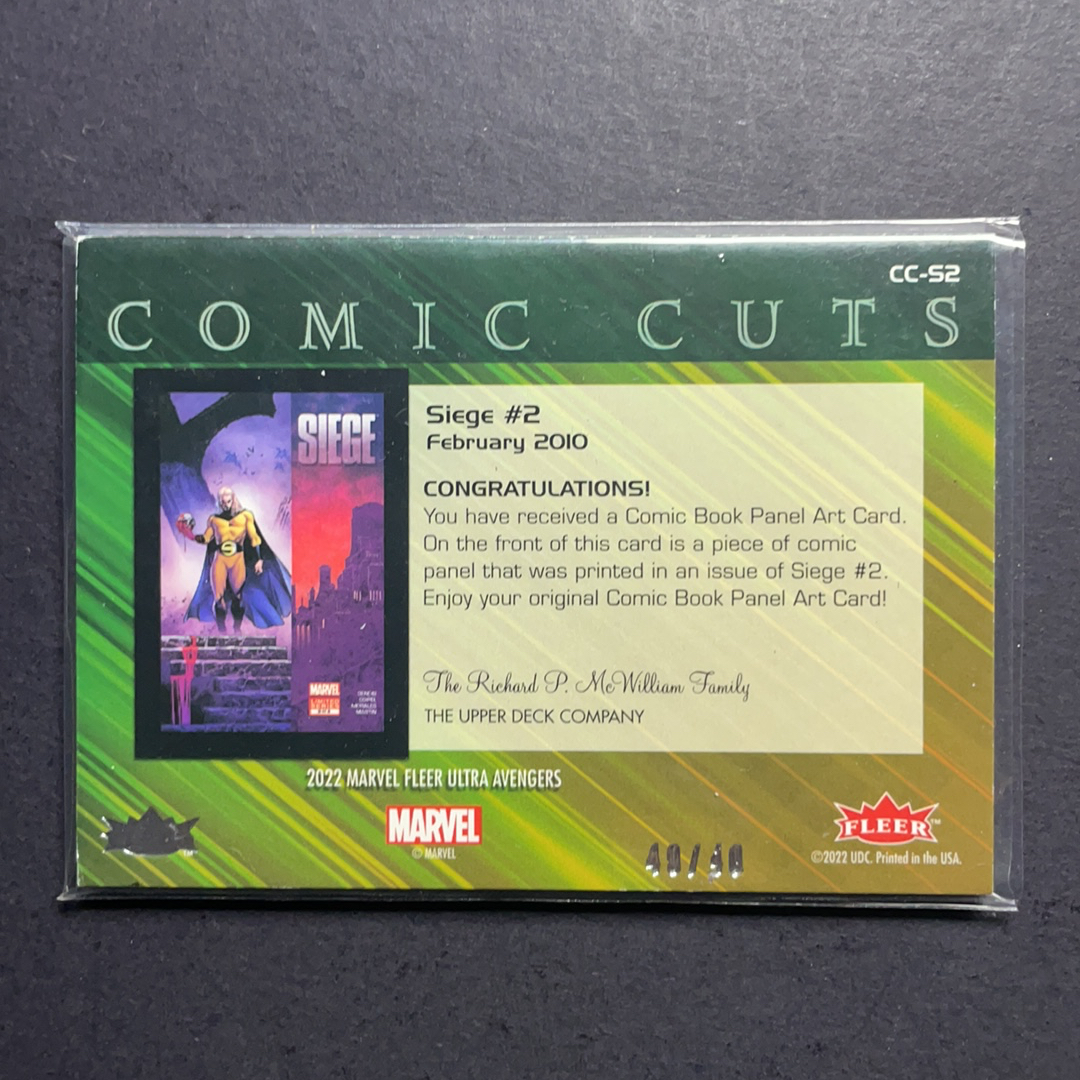 CC-S2
COMIC CUTS
SIEGE
MARVEL
Siege #2
February 2010
CONGRATULATIONS!
You have received a Comic Book Panel Art Card.
On the front of this card is a piece of comic
panel that was printed in an issue of Siege #2.
Enjoy your original Comic Book Panel Art Card!
The Richard P. McWilliam Family
THE UPPER DECK COMPANY
2022 MARVEL FLEER ULTRA AVENGERS
MARVEL
© MARVEL
FLEER™
©2022 UDC. Printed in the USA.